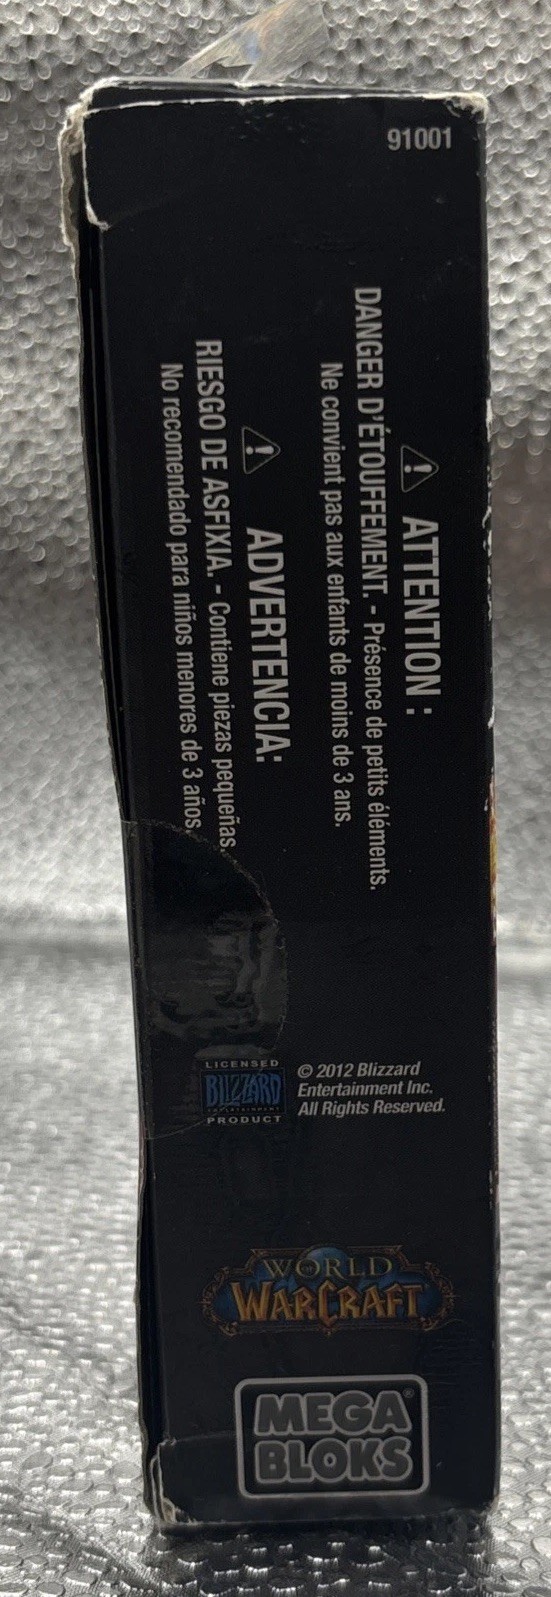 91001
ATTENTION :
DANGER D'ÉTOUFFEMENT. - Présence de petits éléments.
Ne convient pas aux enfants de moins de 3 ans.
ADVERTENCIA:
RIESGO DE ASFIXIA. - Contiene piezas pequeñas.
No recomendado para niños menores de 3 años
LICENSED
BLIZZARD
ENTERTAINMENT
PRODUCT
© 2012 Blizzard
Entertainment Inc.
All Rights Reserved.
WORLD
WARCRAFT
MEGA
BLOKS®